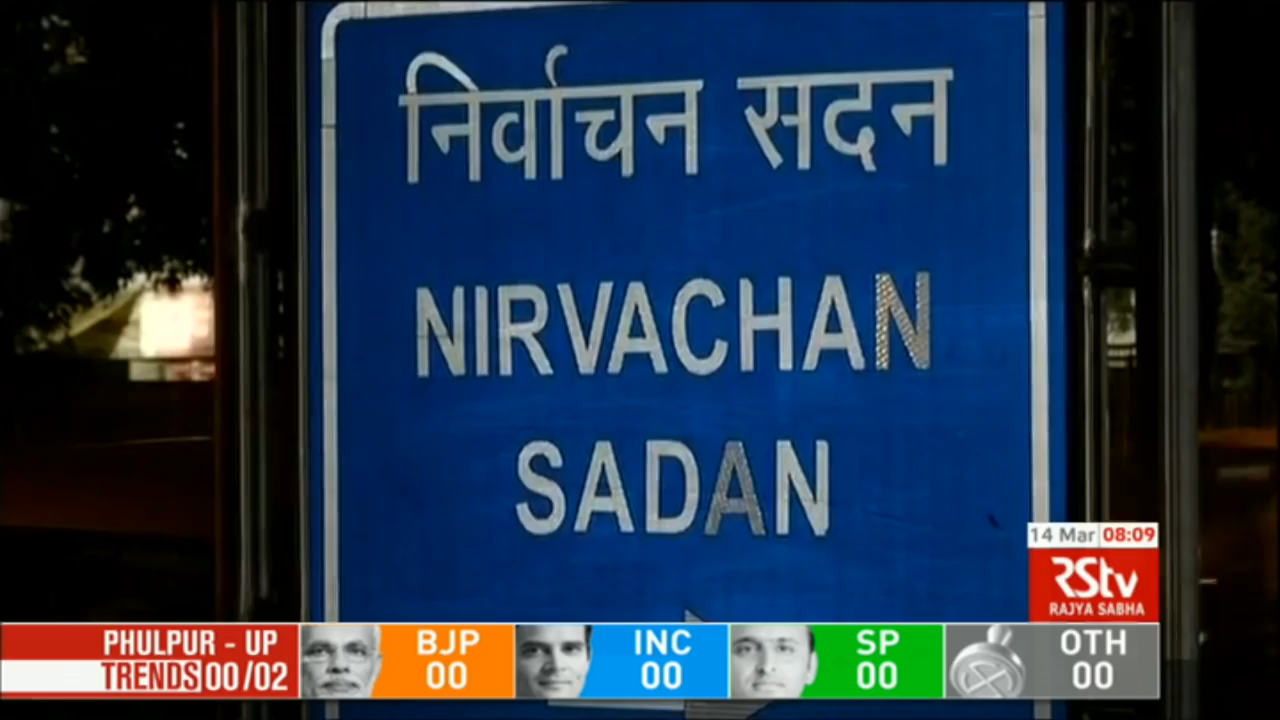 निर्वाचन सदन
NIRVACHAN
SADAN
14 Mar 08:09
RStv
RAJYA SABHA
PHULPUR - UP
TRENDS 00/02
BJP
00
INC
00
SP
00
OTH
00